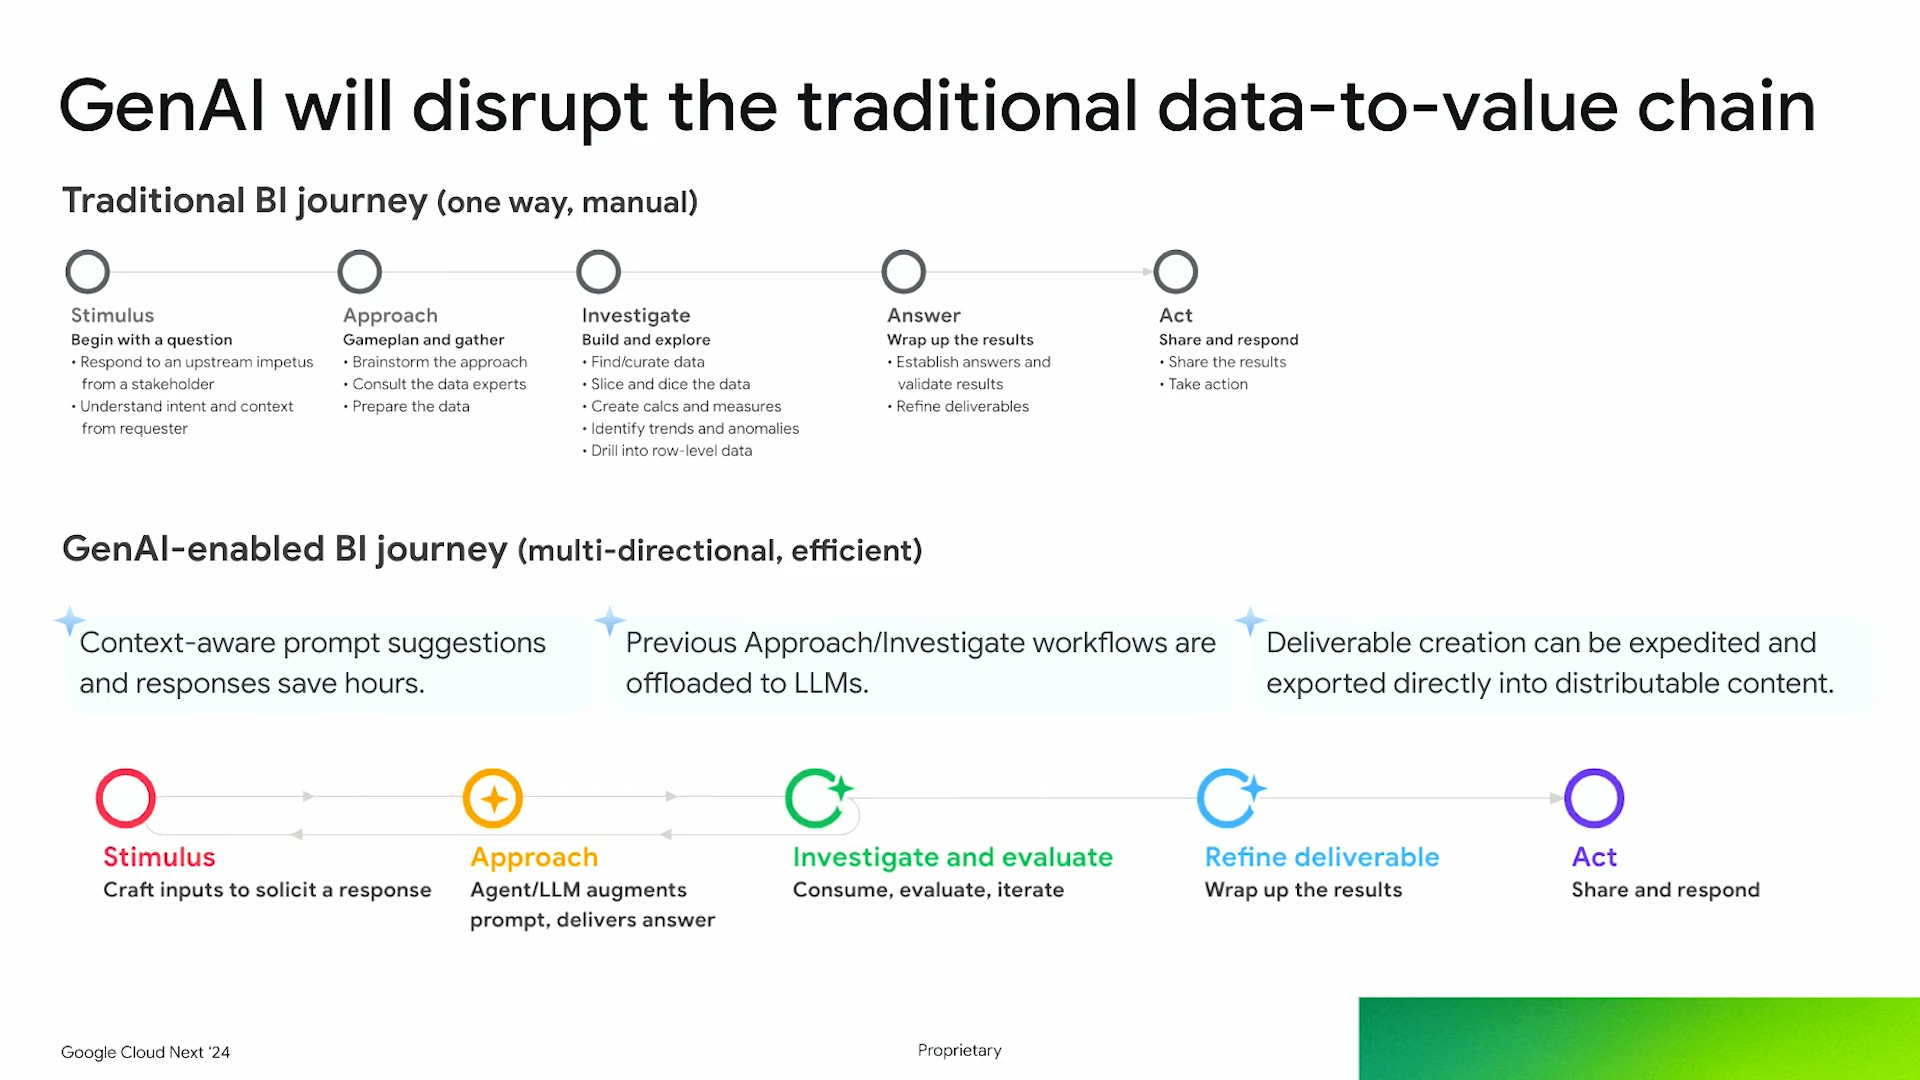 GenAI will disrupt the traditional data-to-value chain
Traditional BI journey (one way, manual)
Stimulus
Begin with a question
• Respond to an upstream impetus
from a stakeholder
• Understand intent and context
from requester
Approach
Gameplan and gather
• Brainstorm the approach
• Consult the data experts
• Prepare the data
Investigate
Build and explore
• Find/curate data
• Slice and dice the data
• Create calcs and measures
• Identify trends and anomalies
• Drill into row-level data
Answer
Wrap up the results
• Establish answers and
validate results
• Refine deliverables
Act
Share and respond
• Share the results
• Take action
GenAI-enabled BI journey (multi-directional, efficient)
Context-aware prompt suggestions
and responses save hours.
Previous Approach/Investigate workflows are
offloaded to LLMs.
Deliverable creation can be expedited and
exported directly into distributable content.
Stimulus
Craft inputs to solicit a response
Approach
Agent/LLM augments
prompt, delivers answer
Investigate and evaluate
Consume, evaluate, iterate
Refine deliverable
Wrap up the results
Act
Share and respond
Google Cloud Next '24
Proprietary